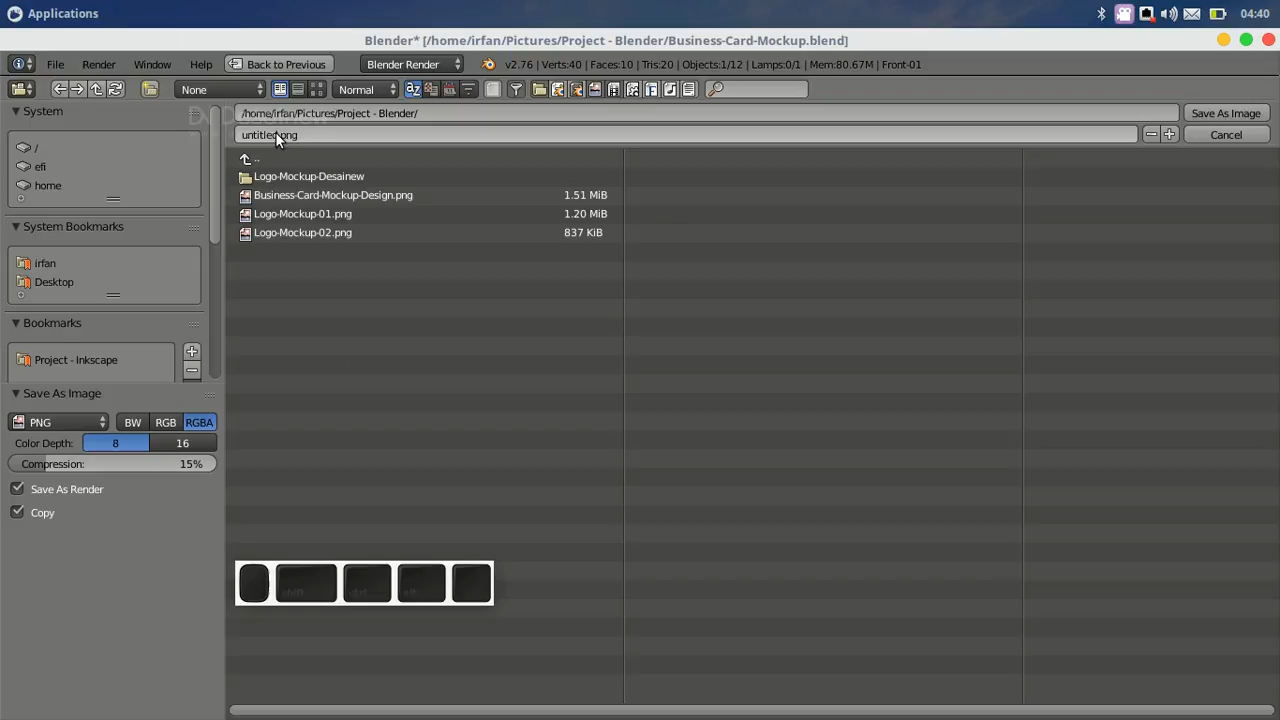 Applications 04:40
Blender* [/home/irfan/Pictures/Project - Blender/Business-Card-Mockup.blend]
File Render Window Help Back to Previous Blender Render v2.76 | Verts:40 | Faces:10 | Tris:20 | Objects:1/12 | Lamps:0/1 | Mem:80.67M | Front-01
None Normal
System
/home/irfan/Pictures/Project - Blender/ Save As Image
untitled.png Cancel
/
efi
home
..
Logo-Mockup-Desainew
Business-Card-Mockup-Design.png 1.51 MiB
Logo-Mockup-01.png 1.20 MiB
Logo-Mockup-02.png 837 KiB
System Bookmarks
irfan
Desktop
Bookmarks
Project - Inkscape
Save As Image
PNG BW RGB RGBA
Color Depth: 8 16
Compression: 15%
Save As Render
Copy
shift ctrl alt